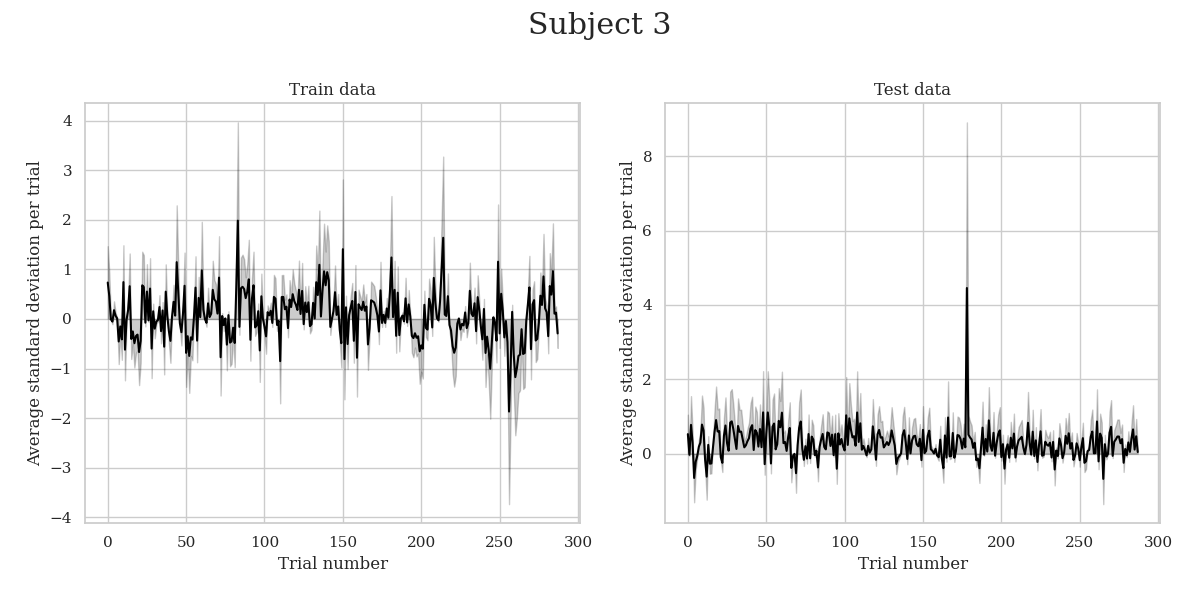 Subject 3
Train data
Average standard deviation per trial
4
3
2
1
0
−1
−2
−3
−4
0 50 100 150 200 250 300
Trial number
Test data
Average standard deviation per trial
8
6
4
2
0
0 50 100 150 200 250 300
Trial number